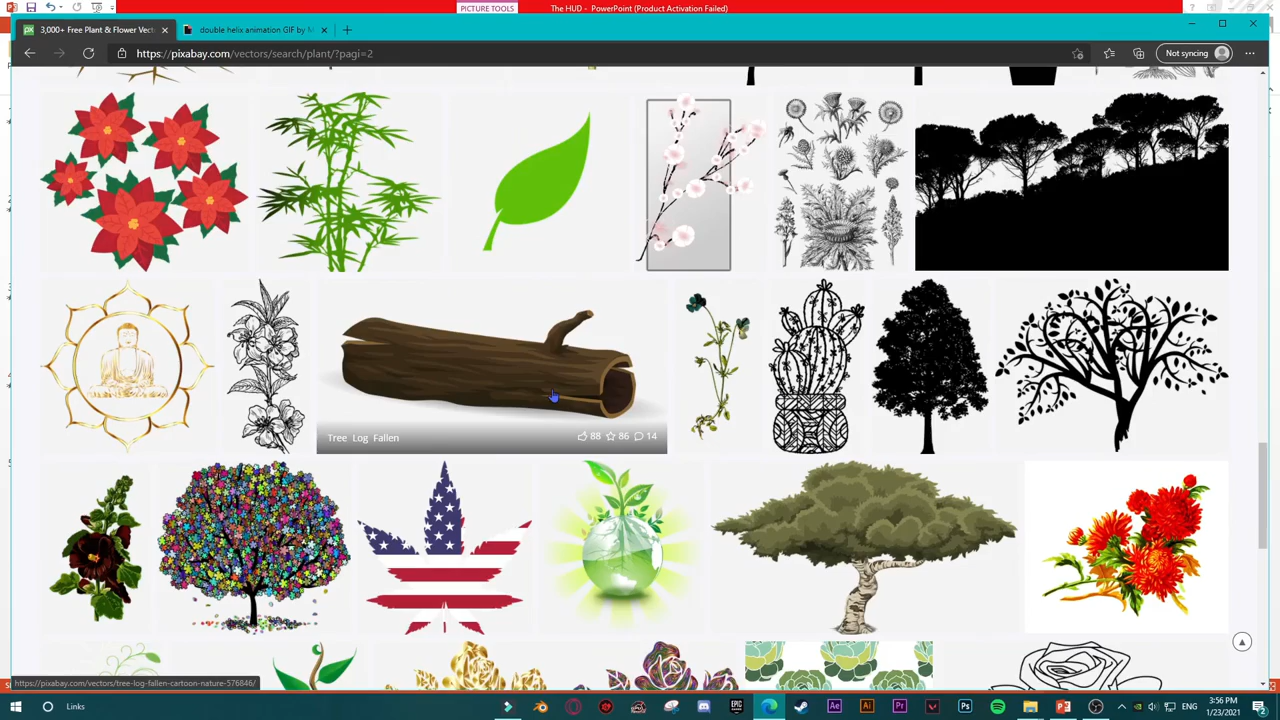 PICTURE TOOLS
The HUD - PowerPoint (Product Activation Failed)
3,000+ Free Plant & Flower Vect
double helix animation GIF by M
https://pixabay.com/vectors/search/plant/?pagi=2
Not syncing
Tree Log Fallen
88
86
14
https://pixabay.com/vectors/tree-log-fallen-cartoon-nature-576846/
Links
3:56 PM
1/23/2021